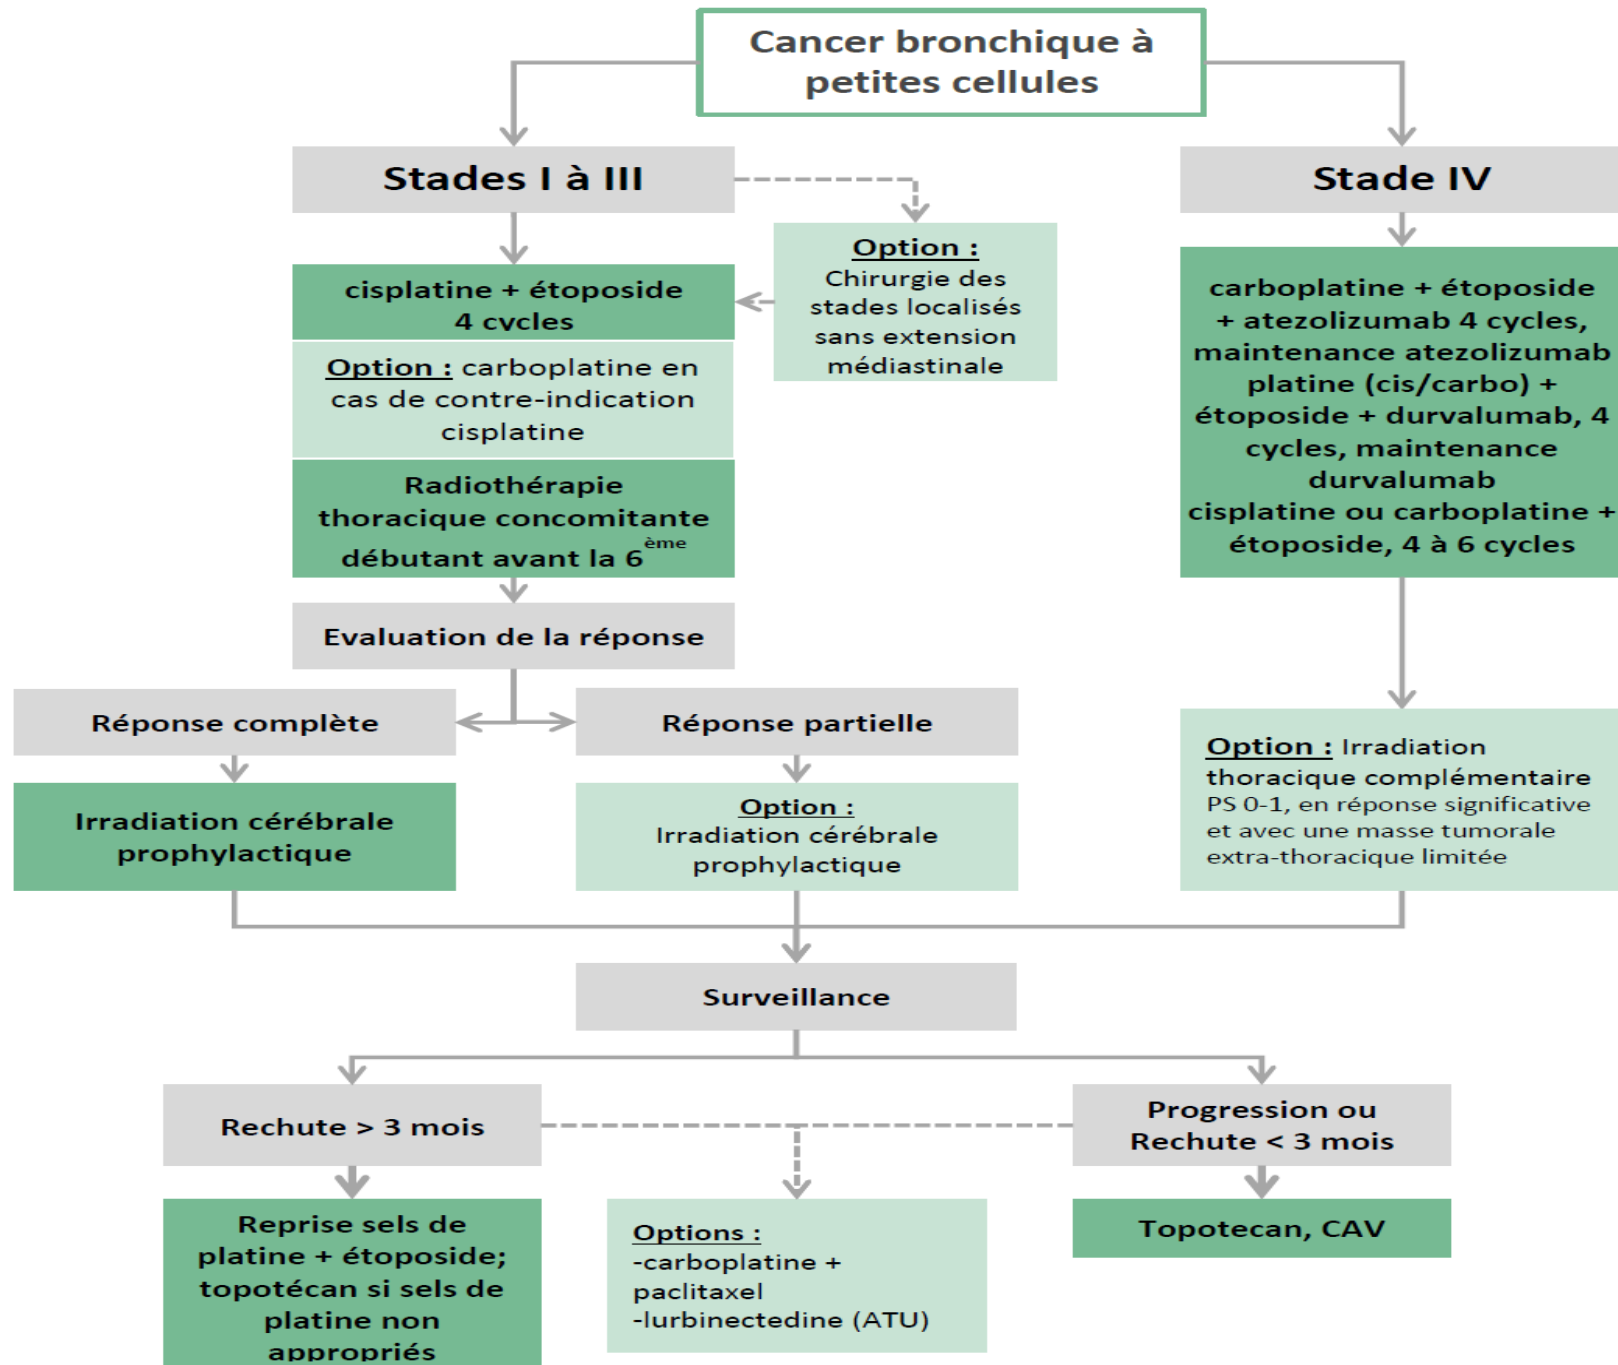 Cancer bronchique à
petites cellules
Stades I à III
Stade IV
Option :
Chirurgie des
stades localisés
sans extension
médiastinale
cisplatine + étoposide
4 cycles
Option : carboplatine en
cas de contre-indication
cisplatine
Radiothérapie
thoracique concomitante
débutant avant la 6ème
carboplatine + étoposide
+ atezolizumab 4 cycles,
maintenance atezolizumab
platine (cis/carbo) +
étoposide + durvalumab, 4
cycles, maintenance
durvalumab
cisplatine ou carboplatine +
étoposide, 4 à 6 cycles
Evaluation de la réponse
Réponse complète
Réponse partielle
Irradiation cérébrale
prophylactique
Option :
Irradiation cérébrale
prophylactique
Option : Irradiation
thoracique complémentaire
PS 0-1, en réponse significative
et avec une masse tumorale
extra-thoracique limitée
Surveillance
Rechute > 3 mois
Progression ou
Rechute < 3 mois
Reprise sels de
platine + étoposide;
topotécan si sels de
platine non
appropriés
Options :
-carboplatine +
paclitaxel
-lurbinectedine (ATU)
Topotecan, CAV